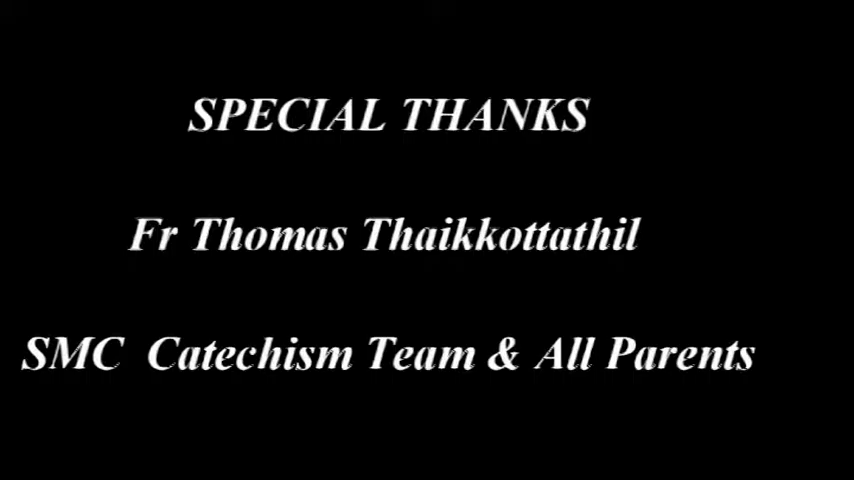 SPECIAL THANKS
Fr Thomas Thaikkottathil
SMC Catechism Team & All Parents